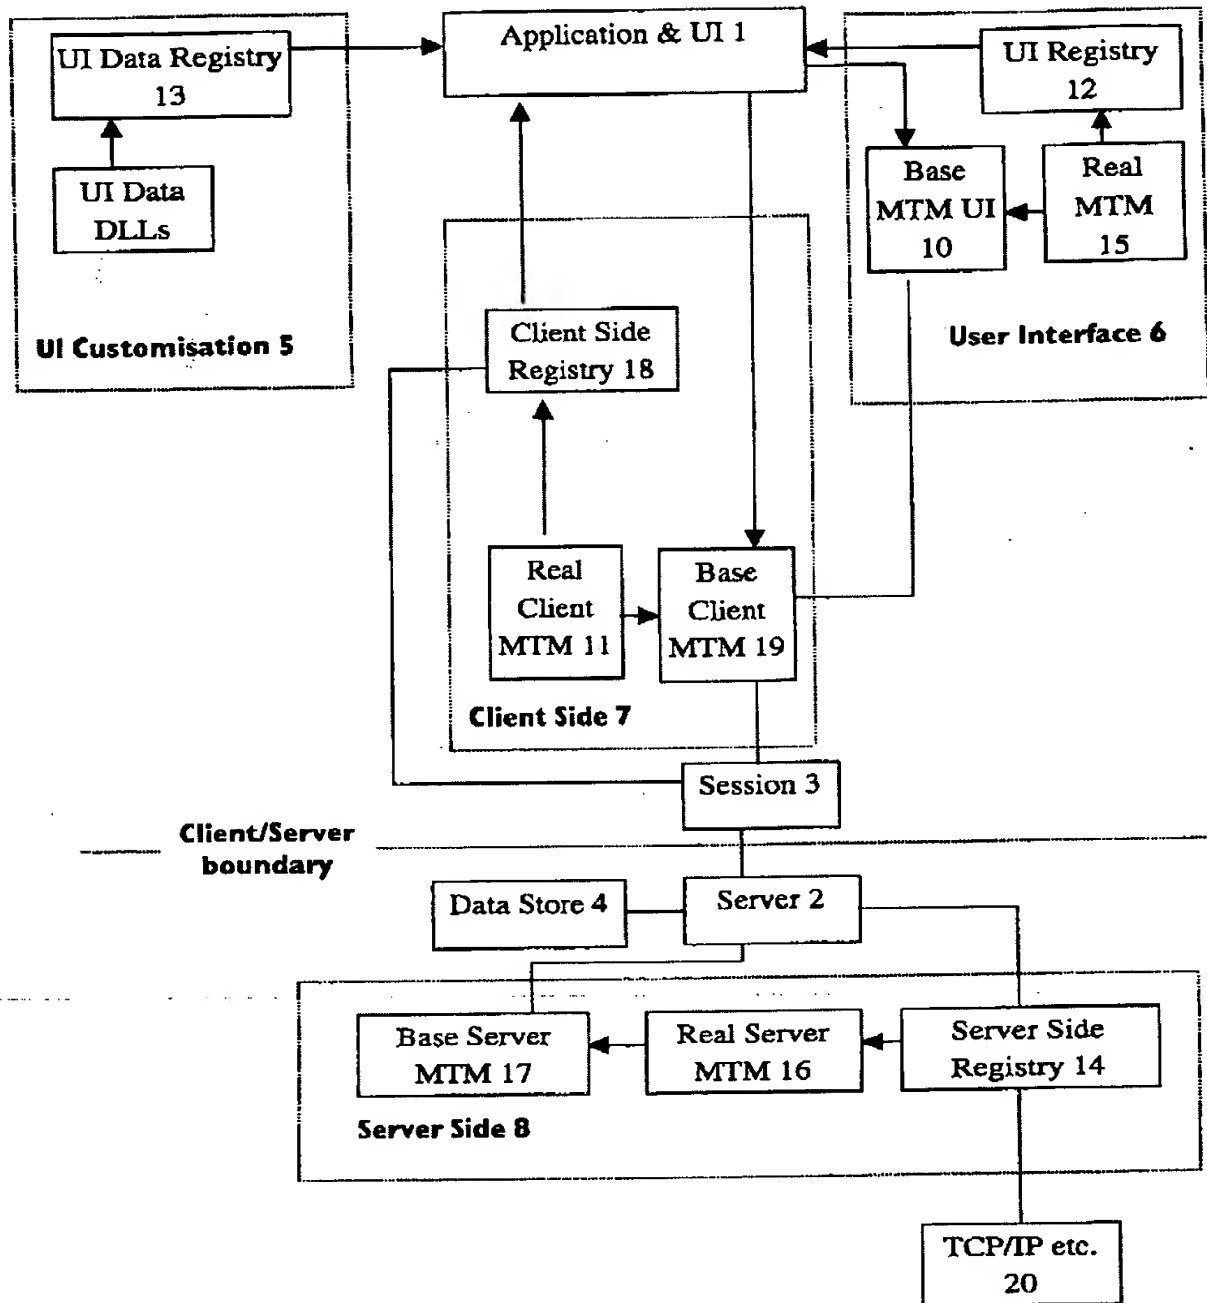 Application & UI 1
UI Data Registry
13
UI Data
DLLs
UI Customisation 5
UI Registry
12
Base
MTM UI
10
Real
MTM
15
User Interface 6
Client Side
Registry 18
Real
Client
MTM 11
Base
Client
MTM 19
Client Side 7
Session 3
Client/Server
boundary
Data Store 4
Server 2
Base Server
MTM 17
Real Server
MTM 16
Server Side
Registry 14
Server Side 8
TCP/IP etc.
20